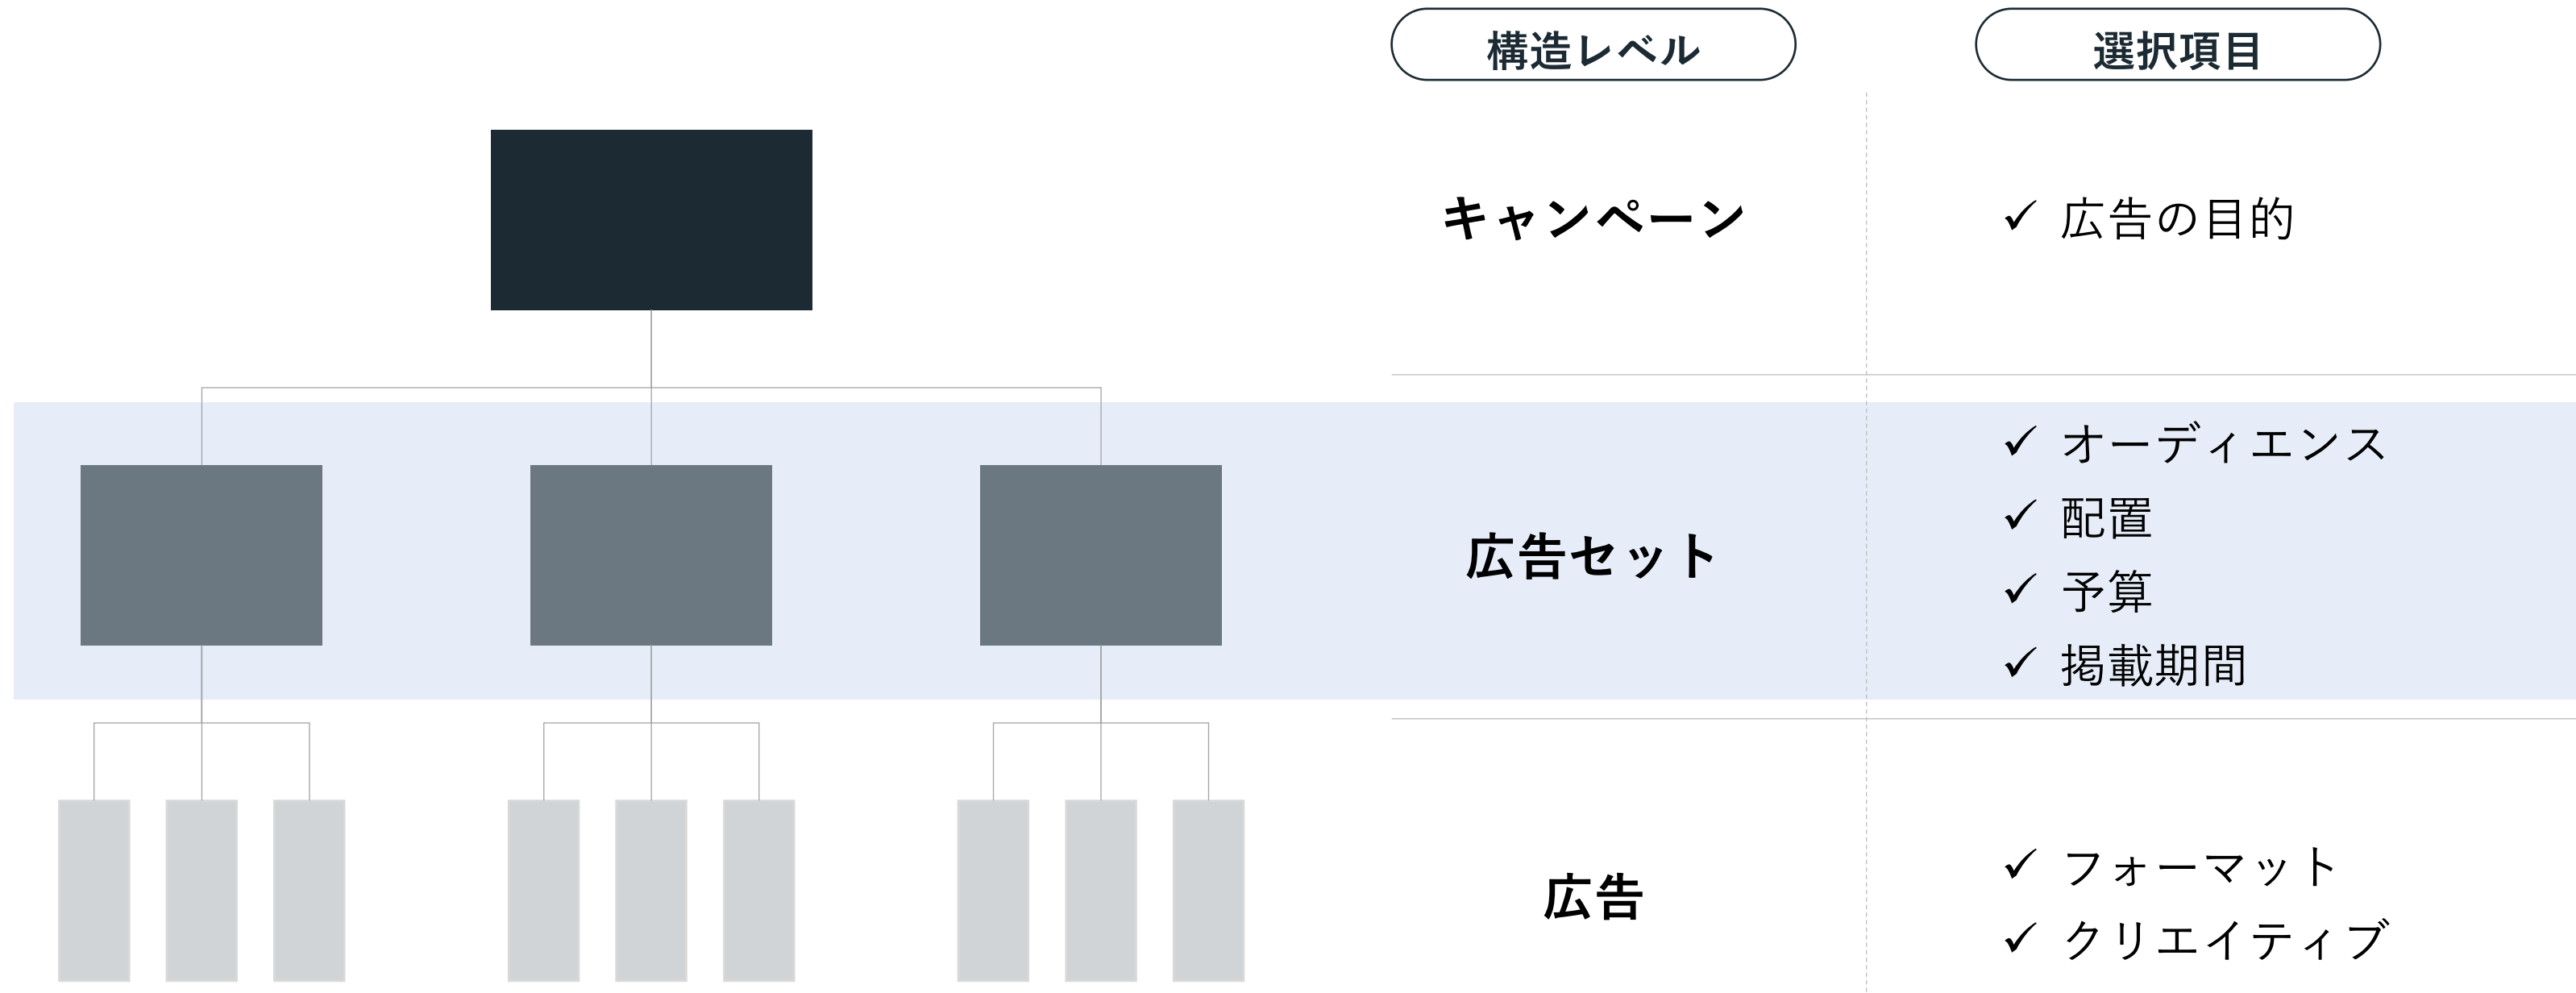 構造レベル
選択項目
キャンペーン
✓ 広告の目的
広告セット
✓ オーディエンス
✓ 配置
✓ 予算
✓ 掲載期間
広告
✓ フォーマット
✓ クリエイティブ